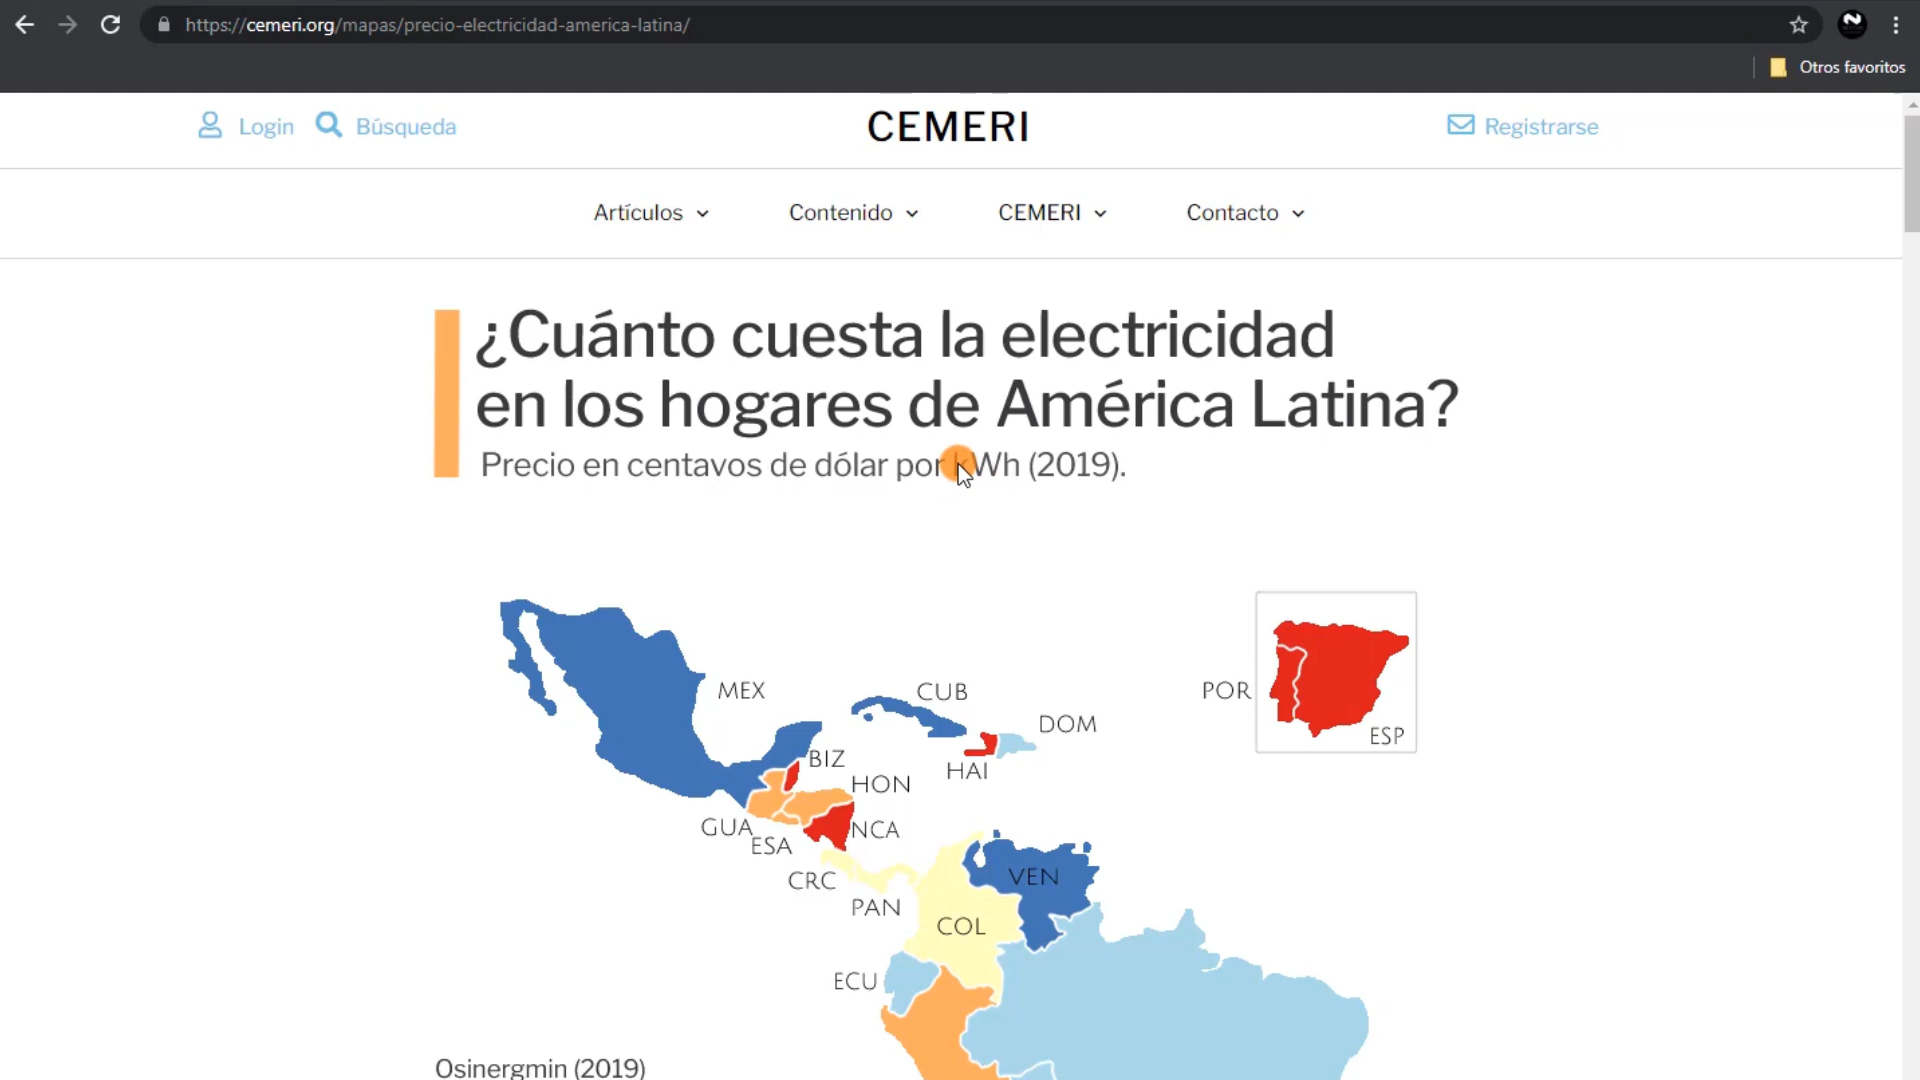 https://cemeri.org/mapas/precio-electricidad-america-latina/
Otros favoritos
Login Búsqueda CEMERI Registrarse
Artículos Contenido CEMERI Contacto
¿Cuánto cuesta la electricidad
en los hogares de América Latina?
Precio en centavos de dólar por kWh (2019).
MEX
CUB
DOM
POR
ESP
BIZ
HAI
HON
GUA
NCA
ESA
CRC
VEN
PAN
COL
ECU
Osinergmin (2019)